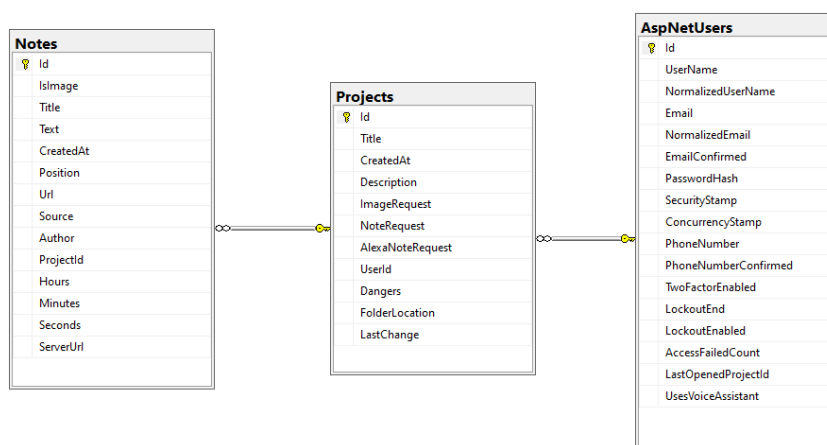 Notes
Id
IsImage
Title
Text
CreatedAt
Position
Url
Source
Author
ProjectId
Hours
Minutes
Seconds
ServerUrl
Projects
Id
Title
CreatedAt
Description
ImageRequest
NoteRequest
AlexaNoteRequest
UserId
Dangers
FolderLocation
LastChange
AspNetUsers
Id
UserName
NormalizedUserName
Email
NormalizedEmail
EmailConfirmed
PasswordHash
SecurityStamp
ConcurrencyStamp
PhoneNumber
PhoneNumberConfirmed
TwoFactorEnabled
LockoutEnd
LockoutEnabled
AccessFailedCount
LastOpenedProjectId
UsesVoiceAssistant